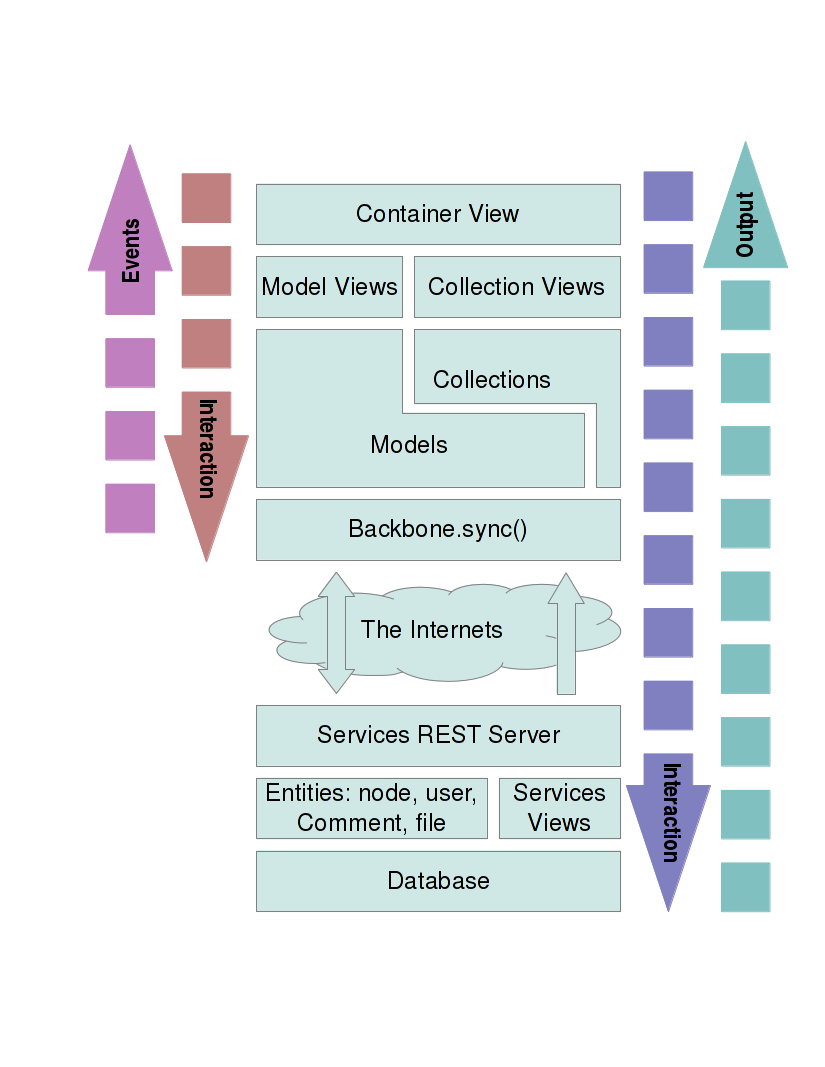 Events
Interaction
Container View
Model Views
Collection Views
Collections
Models
Backbone.sync()
The Internets
Services REST Server
Entities: node, user,
Comment, file
Services
Views
Database
Interaction
Output